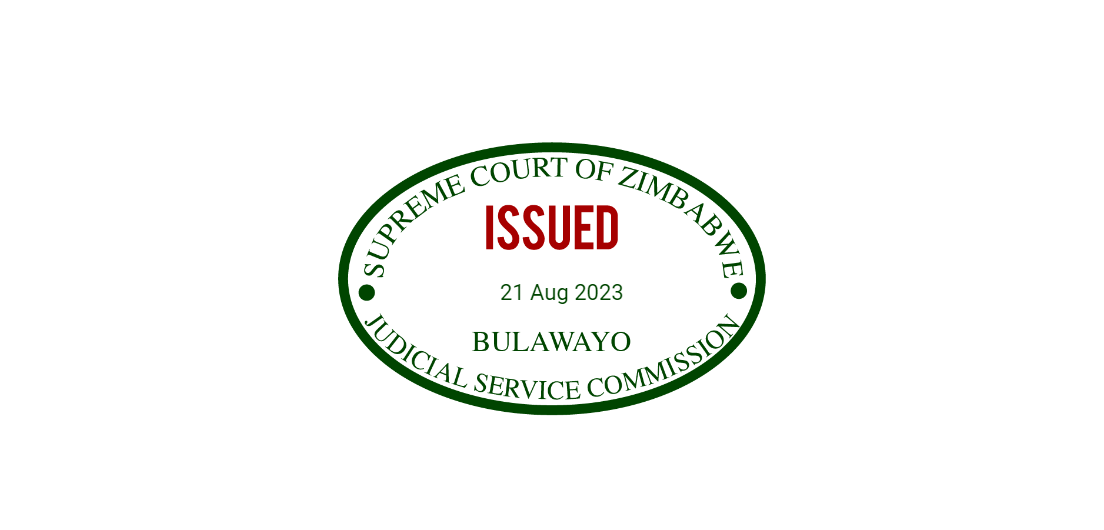 SUPREME COURT OF ZIMBABWE
ISSUED
21 Aug 2023
BULAWAYO
JUDICIAL SERVICE COMMISSION